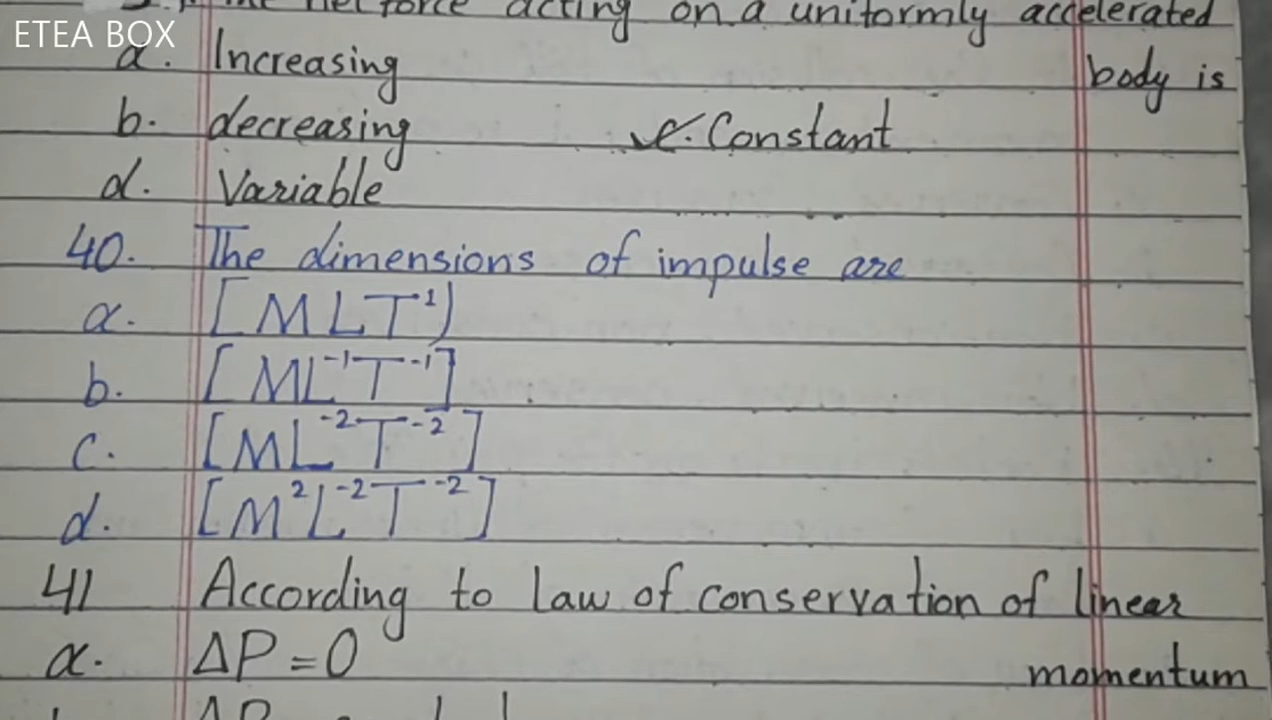 the net force acting on a uniformly accelerated
ETEA BOX
a. Increasing body is
b. decreasing c. Constant
d. Variable
40. The dimensions of impulse are
a. [MLT¹]
b. [ML⁻¹T⁻¹]
c. [ML⁻²T⁻²]
d. [M²L⁻²T⁻²]
41 According to law of conservation of linear
a. ΔP = 0 momentum